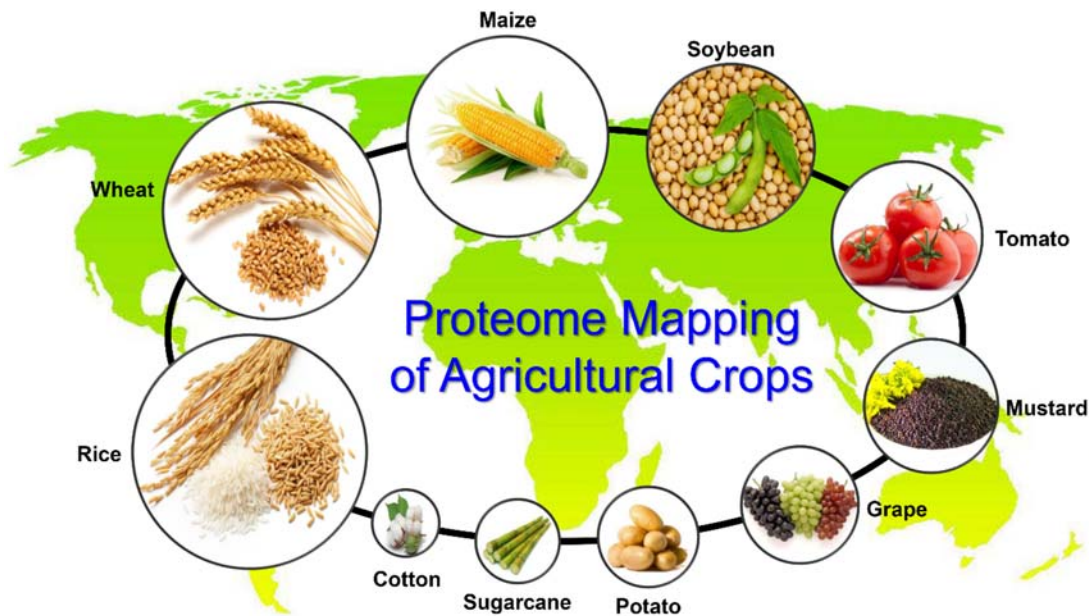 Maize
Soybean
Wheat
Tomato
Proteome Mapping
of Agricultural Crops
Mustard
Rice
Grape
Cotton
Sugarcane
Potato